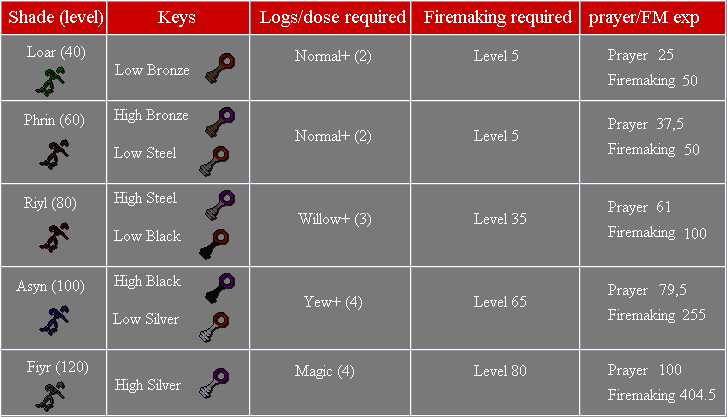 Shade (level) Keys Logs/dose required Firemaking required prayer/FM exp
Loar (40) Low Bronze Normal+ (2) Level 5 Prayer 25
Firemaking 50
Phrin (60) High Bronze Normal+ (2) Level 5 Prayer 37,5
Low Steel Firemaking 50
Riyl (80) High Steel Willow+ (3) Level 35 Prayer 61
Low Black Firemaking 100
Asyn (100) High Black Yew+ (4) Level 65 Prayer 79,5
Low Silver Firemaking 255
Fiyr (120) High Silver Magic (4) Level 80 Prayer 100
Firemaking 404.5